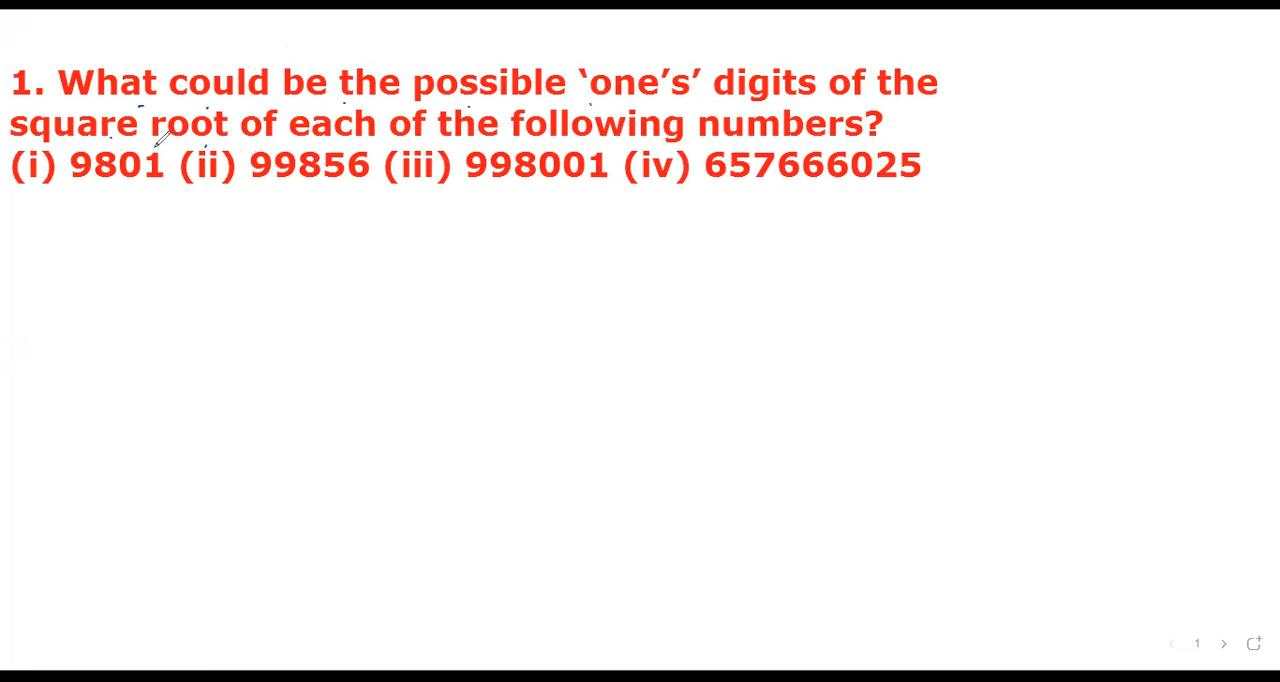 1. What could be the possible ‘one’s’ digits of the
square root of each of the following numbers?
(i) 9801 (ii) 99856 (iii) 998001 (iv) 657666025
1